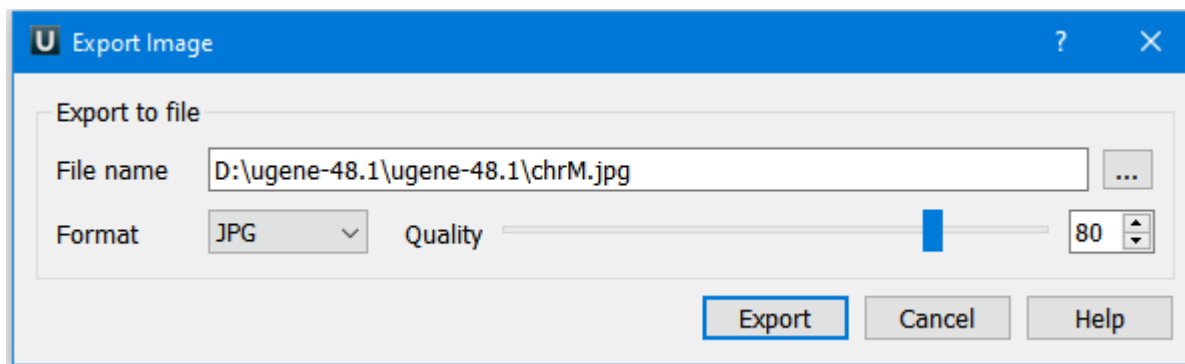 U Export Image ?
Export to file
File name D:\ugene-48.1\ugene-48.1\chrM.jpg ...
Format JPG Quality 80
Export Cancel Help